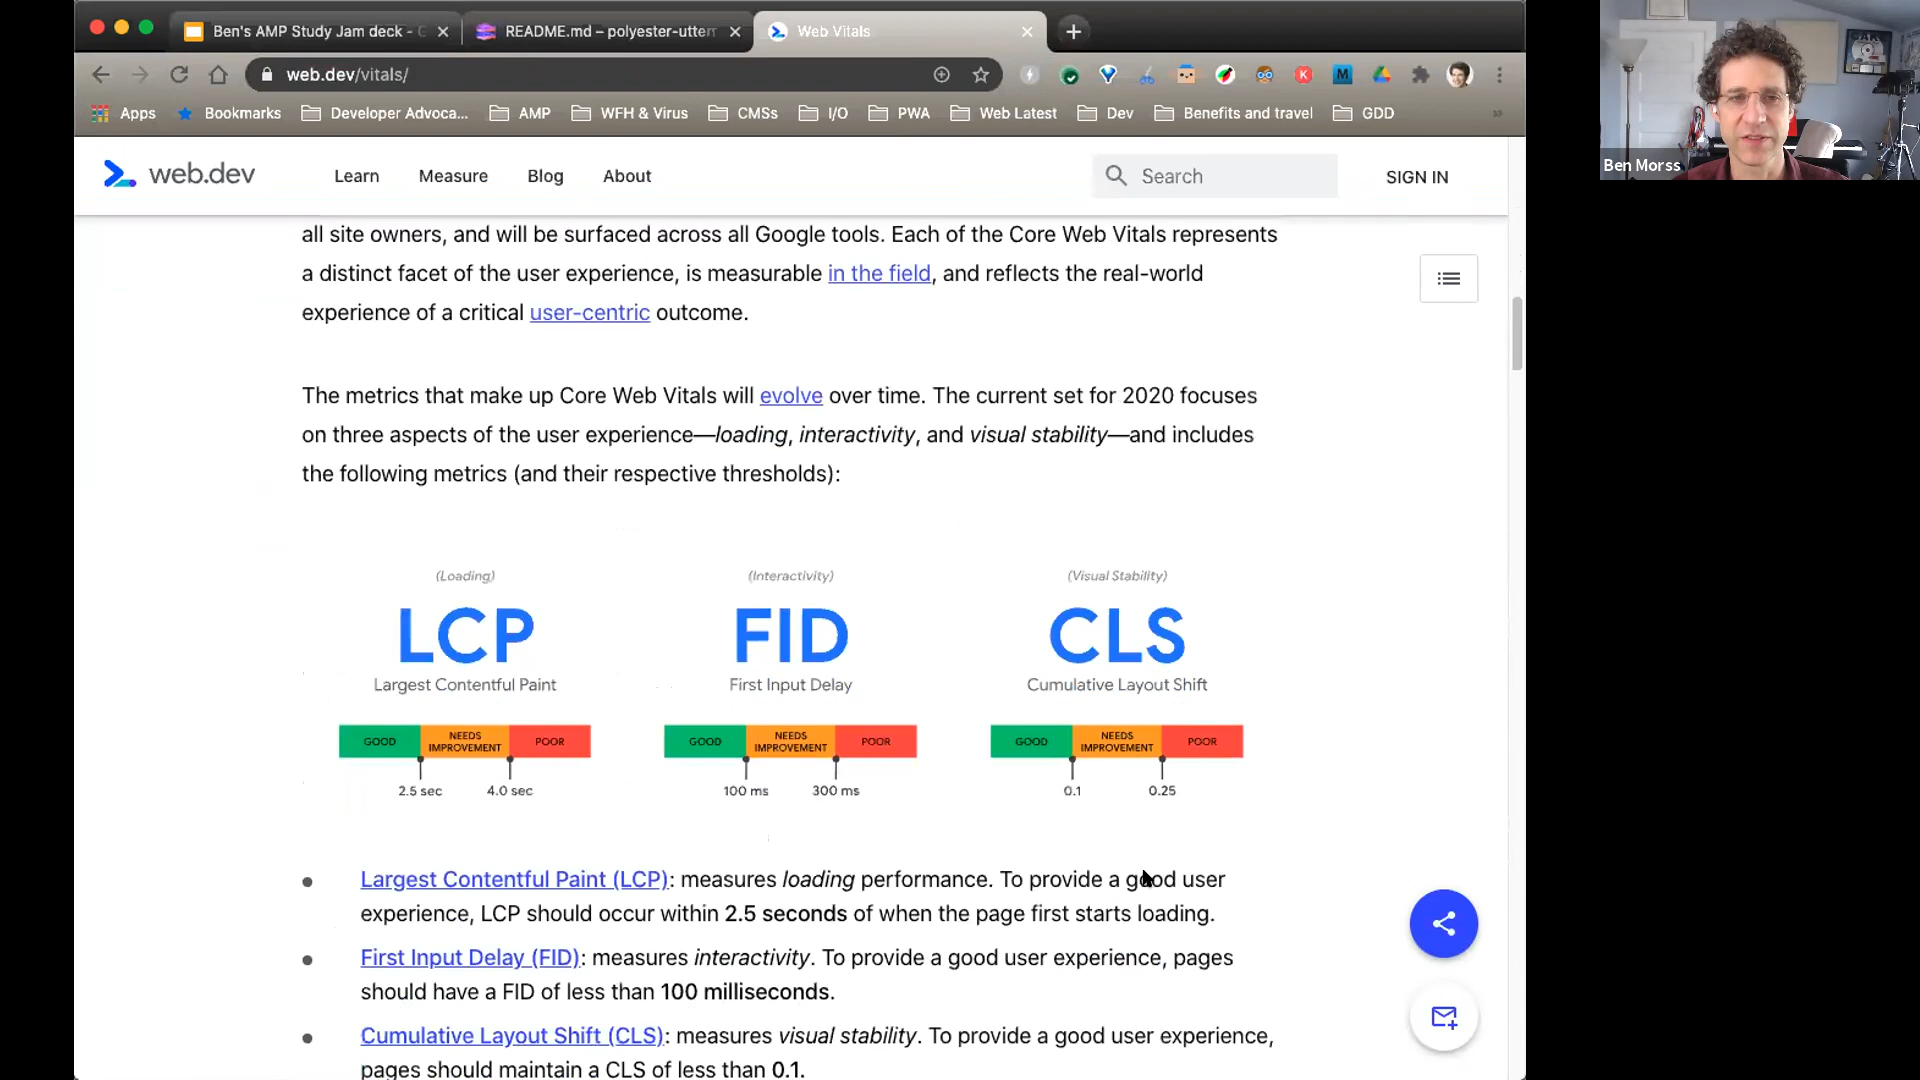 Ben's AMP Study Jam deck - G
README.md – polyester-utterm
Web Vitals
web.dev/vitals/
Apps
Bookmarks
Developer Advoca...
AMP
WFH & Virus
CMSs
I/O
PWA
Web Latest
Dev
Benefits and travel
GDD
»
web.dev
Learn
Measure
Blog
About
Search
SIGN IN
Ben Morss
all site owners, and will be surfaced across all Google tools. Each of the Core Web Vitals represents
a distinct facet of the user experience, is measurable in the field, and reflects the real-world
experience of a critical user-centric outcome.
The metrics that make up Core Web Vitals will evolve over time. The current set for 2020 focuses
on three aspects of the user experience—loading, interactivity, and visual stability—and includes
the following metrics (and their respective thresholds):
(Loading)
LCP
Largest Contentful Paint
GOOD
NEEDS
IMPROVEMENT
POOR
2.5 sec
4.0 sec
(Interactivity)
FID
First Input Delay
GOOD
NEEDS
IMPROVEMENT
POOR
100 ms
300 ms
(Visual Stability)
CLS
Cumulative Layout Shift
GOOD
NEEDS
IMPROVEMENT
POOR
0.1
0.25
Largest Contentful Paint (LCP): measures loading performance. To provide a good user
experience, LCP should occur within 2.5 seconds of when the page first starts loading.
First Input Delay (FID): measures interactivity. To provide a good user experience, pages
should have a FID of less than 100 milliseconds.
Cumulative Layout Shift (CLS): measures visual stability. To provide a good user experience,
pages should maintain a CLS of less than 0.1.